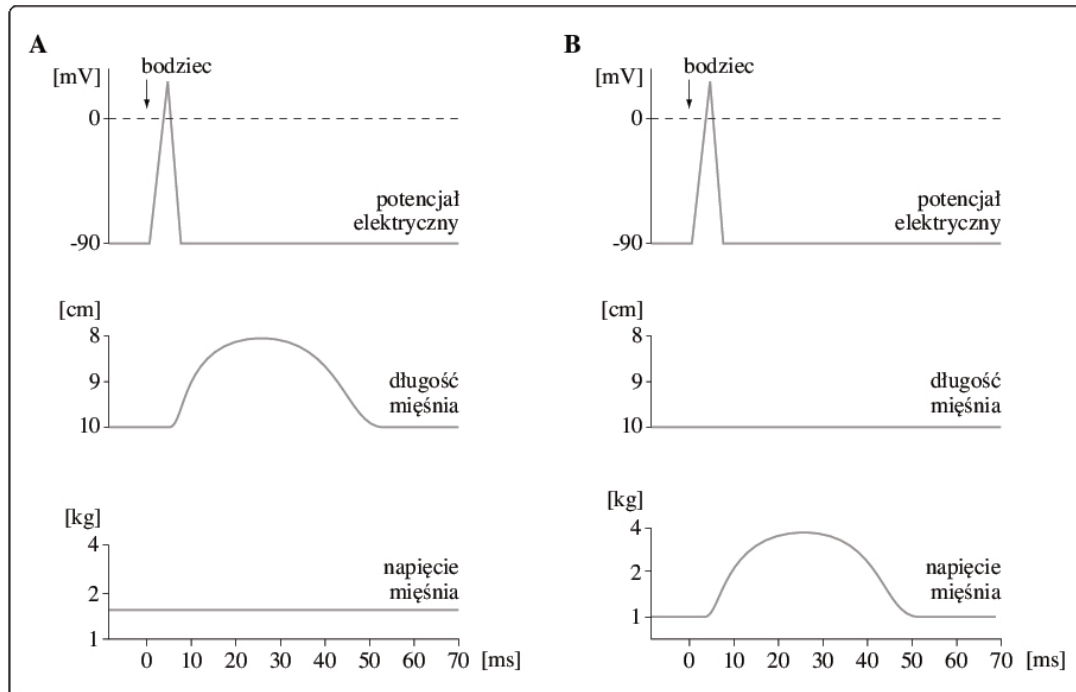 A
[mV]
bodziec
0
potencjał
elektryczny
-90
[cm]
8
9
długość
mięśnia
10
[kg]
4
napięcie
2
mięśnia
1
0 10 20 30 40 50 60 70 [ms]
B
[mV]
bodziec
0
potencjał
elektryczny
-90
[cm]
8
9
długość
mięśnia
10
[kg]
4
napięcie
2
mięśnia
1
0 10 20 30 40 50 60 70 [ms]